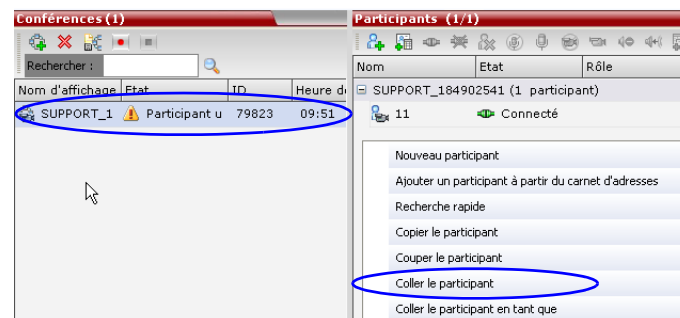 Conférences (1)
Rechercher :
Nom d'affichage Etat ID Heure d
SUPPORT_1 Participant u 79823 09:51
Participants (1/1)
Nom Etat Rôle
SUPPORT_184902541 (1 participant)
11 Connecté
Nouveau participant
Ajouter un participant à partir du carnet d'adresses
Recherche rapide
Copier le participant
Couper le participant
Coller le participant
Coller le participant en tant que